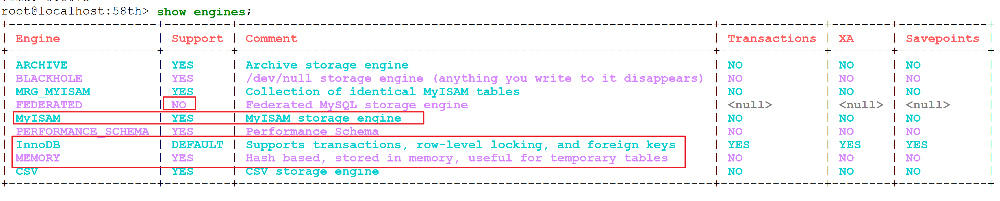 root@localhost:58th> show engines;
+--------------------+---------+----------------------------------------------------------------+--------------+--------+------------+
| Engine | Support | Comment | Transactions | XA | Savepoints |
+--------------------+---------+----------------------------------------------------------------+--------------+--------+------------+
| ARCHIVE | YES | Archive storage engine | NO | NO | NO |
| BLACKHOLE | YES | /dev/null storage engine (anything you write to it disappears) | NO | NO | NO |
| MRG_MYISAM | YES | Collection of identical MyISAM tables | NO | NO | NO |
| FEDERATED | NO | Federated MySQL storage engine | <null> | <null> | <null> |
| MyISAM | YES | MyISAM storage engine | NO | NO | NO |
| PERFORMANCE_SCHEMA | YES | Performance Schema | NO | NO | NO |
| InnoDB | DEFAULT | Supports transactions, row-level locking, and foreign keys | YES | YES | YES |
| MEMORY | YES | Hash based, stored in memory, useful for temporary tables | NO | NO | NO |
| CSV | YES | CSV storage engine | NO | NO | NO |
+--------------------+---------+----------------------------------------------------------------+--------------+--------+------------+